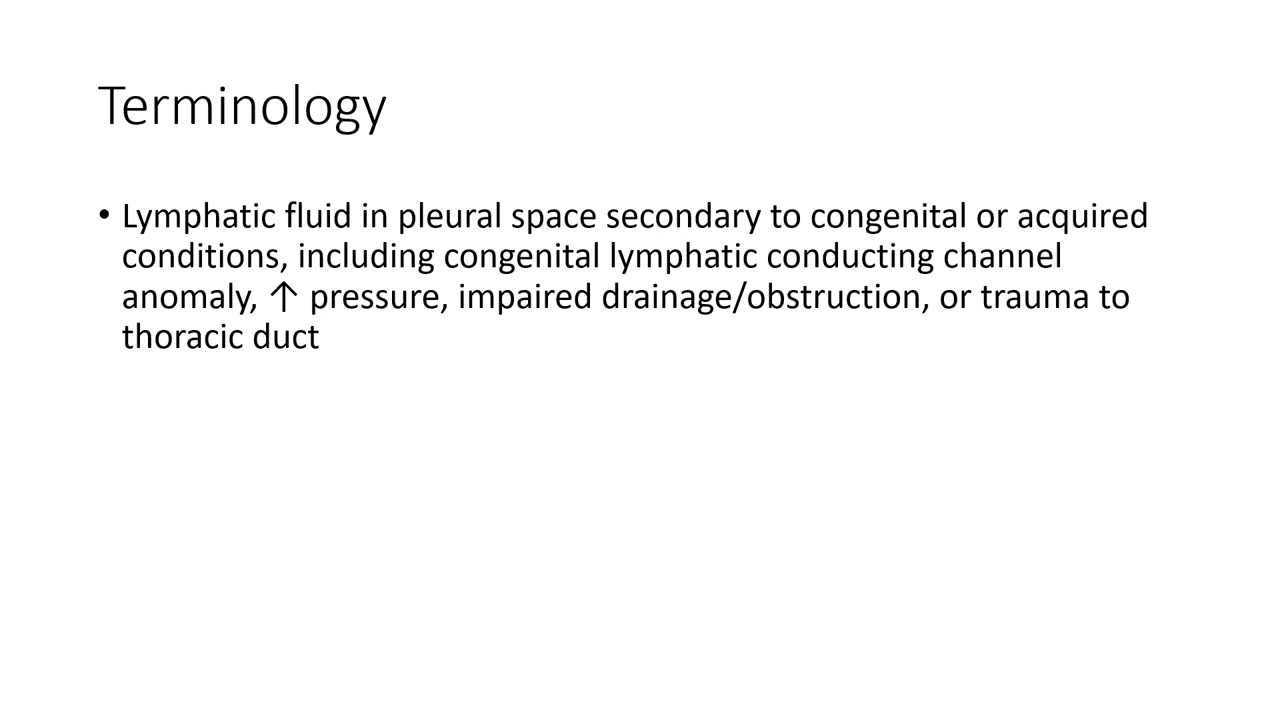 Terminology
• Lymphatic fluid in pleural space secondary to congenital or acquired
conditions, including congenital lymphatic conducting channel
anomaly, ↑ pressure, impaired drainage/obstruction, or trauma to
thoracic duct